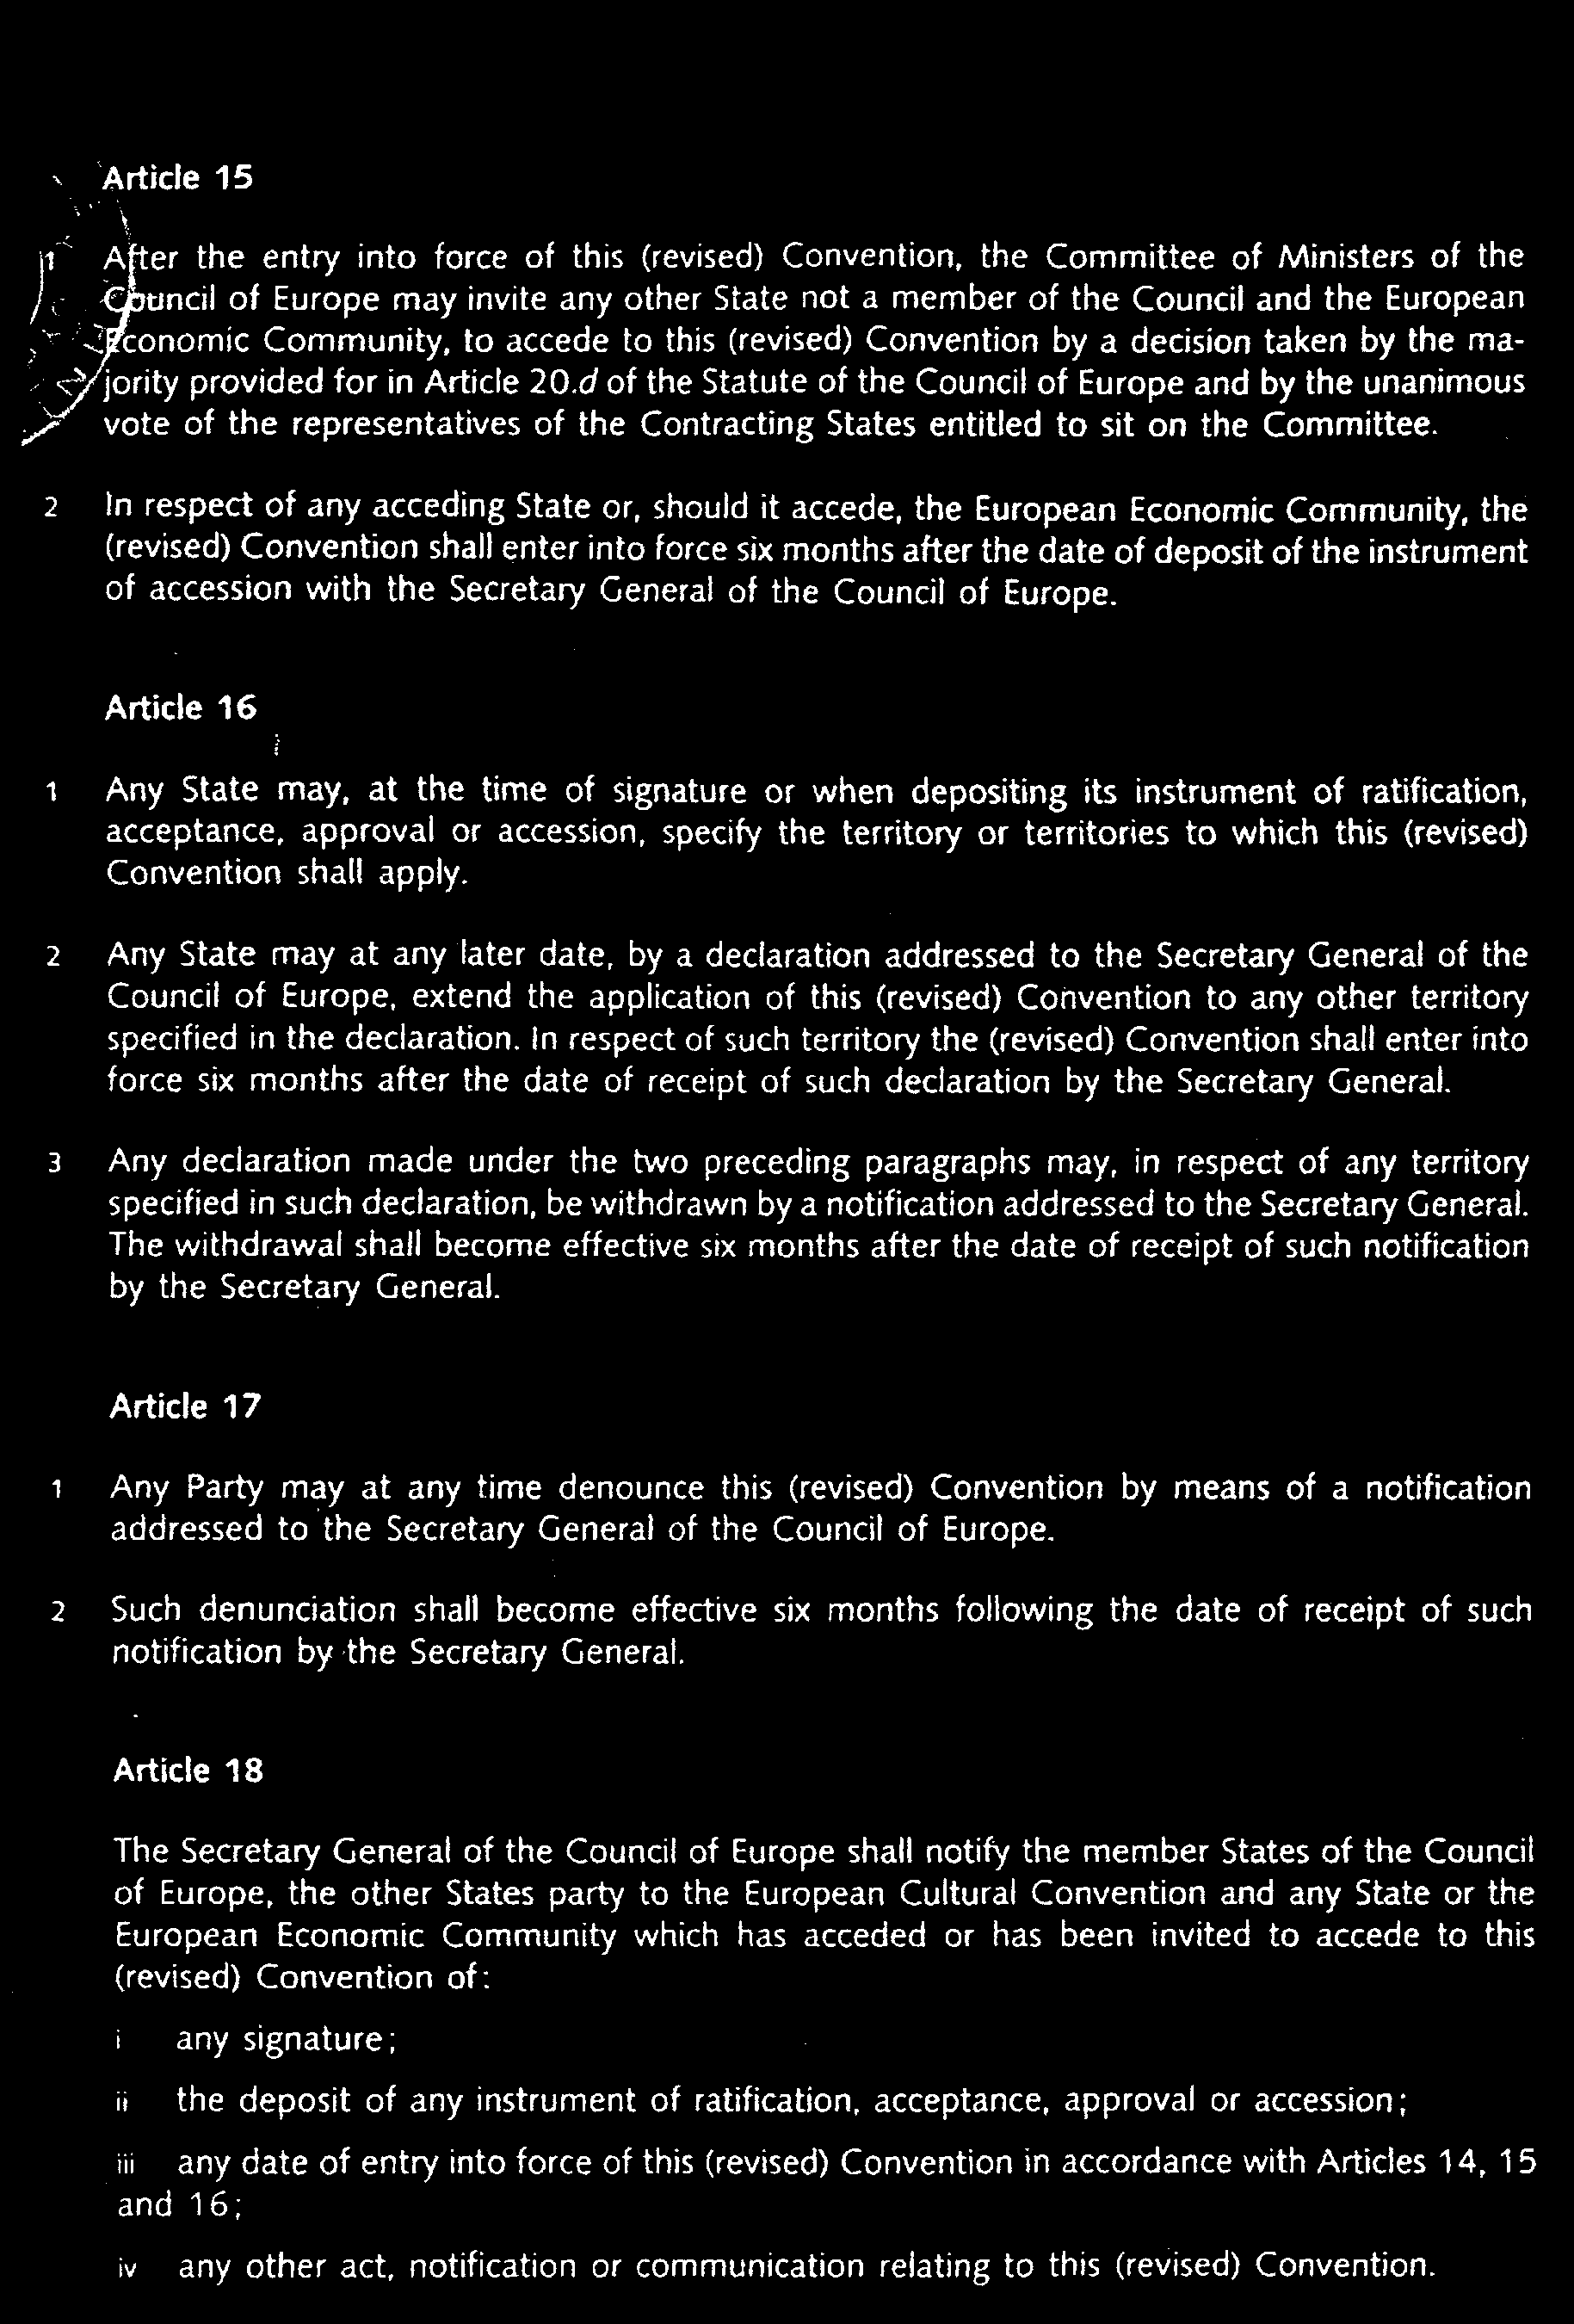 Article 15
1 After the entry into force of this (revised) Convention, the Committee of Ministers of the
Council of Europe may invite any other State not a member of the Council and the European
Economic Community, to accede to this (revised) Convention by a decision taken by the ma-
jority provided for in Article 20.d of the Statute of the Council of Europe and by the unanimous
vote of the representatives of the Contracting States entitled to sit on the Committee.
2 In respect of any acceding State or, should it accede, the European Economic Community, the
(revised) Convention shall enter into force six months after the date of deposit of the instrument
of accession with the Secretary General of the Council of Europe.
Article 16
1 Any State may, at the time of signature or when depositing its instrument of ratification,
acceptance, approval or accession, specify the territory or territories to which this (revised)
Convention shall apply.
2 Any State may at any later date, by a declaration addressed to the Secretary General of the
Council of Europe, extend the application of this (revised) Convention to any other territory
specified in the declaration. In respect of such territory the (revised) Convention shall enter into
force six months after the date of receipt of such declaration by the Secretary General.
3 Any declaration made under the two preceding paragraphs may, in respect of any territory
specified in such declaration, be withdrawn by a notification addressed to the Secretary General.
The withdrawal shall become effective six months after the date of receipt of such notification
by the Secretary General.
Article 17
1 Any Party may at any time denounce this (revised) Convention by means of a notification
addressed to the Secretary General of the Council of Europe.
2 Such denunciation shall become effective six months following the date of receipt of such
notification by the Secretary General.
Article 18
The Secretary General of the Council of Europe shall notify the member States of the Council
of Europe, the other States party to the European Cultural Convention and any State or the
European Economic Community which has acceded or has been invited to accede to this
(revised) Convention of:
i any signature;
ii the deposit of any instrument of ratification, acceptance, approval or accession;
iii any date of entry into force of this (revised) Convention in accordance with Articles 14, 15
and 16;
iv any other act, notification or communication relating to this (revised) Convention.